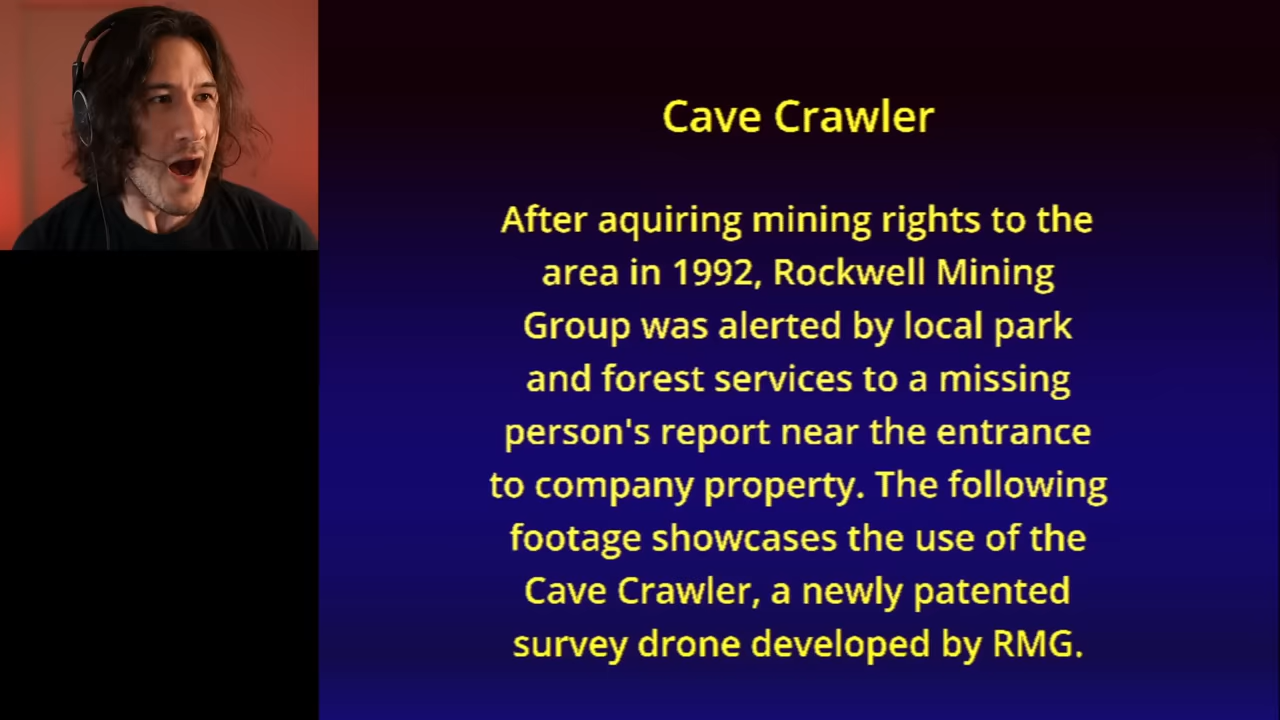 Cave Crawler
After aquiring mining rights to the
area in 1992, Rockwell Mining
Group was alerted by local park
and forest services to a missing
person's report near the entrance
to company property. The following
footage showcases the use of the
Cave Crawler, a newly patented
survey drone developed by RMG.